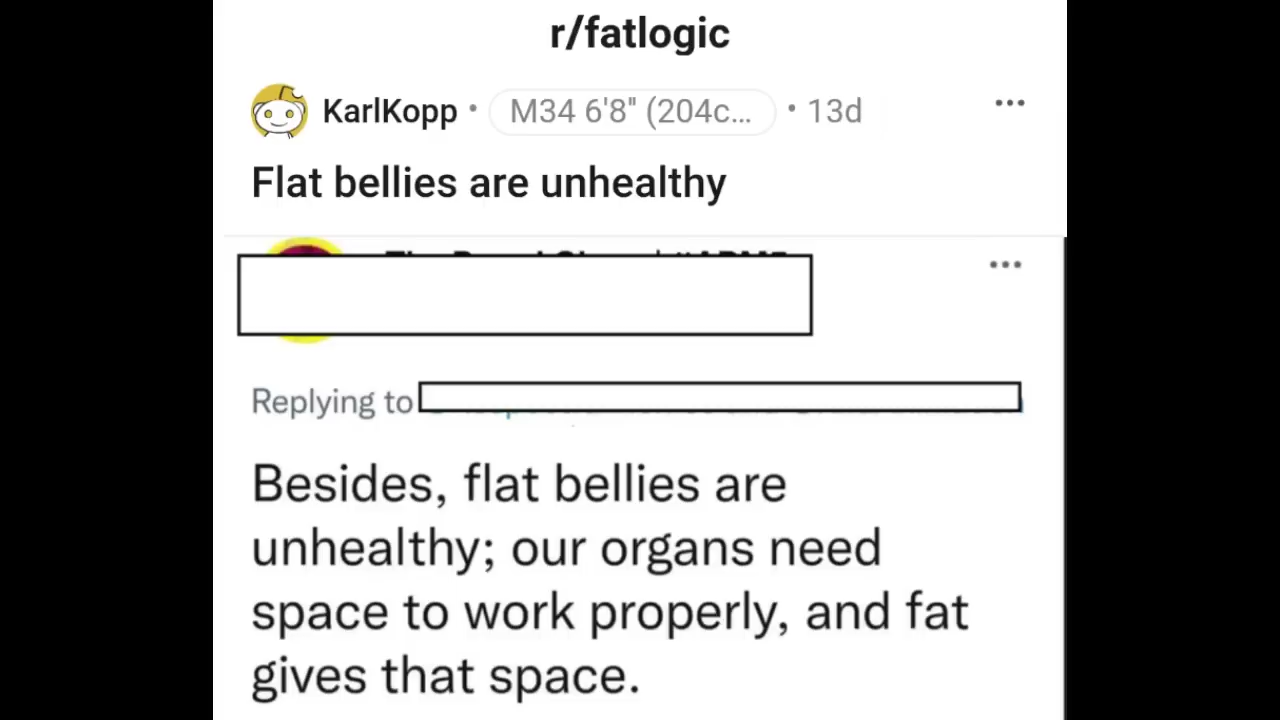 r/fatlogic
KarlKopp • M34 6'8" (204c... • 13d
Flat bellies are unhealthy
Replying to
Besides, flat bellies are
unhealthy; our organs need
space to work properly, and fat
gives that space.